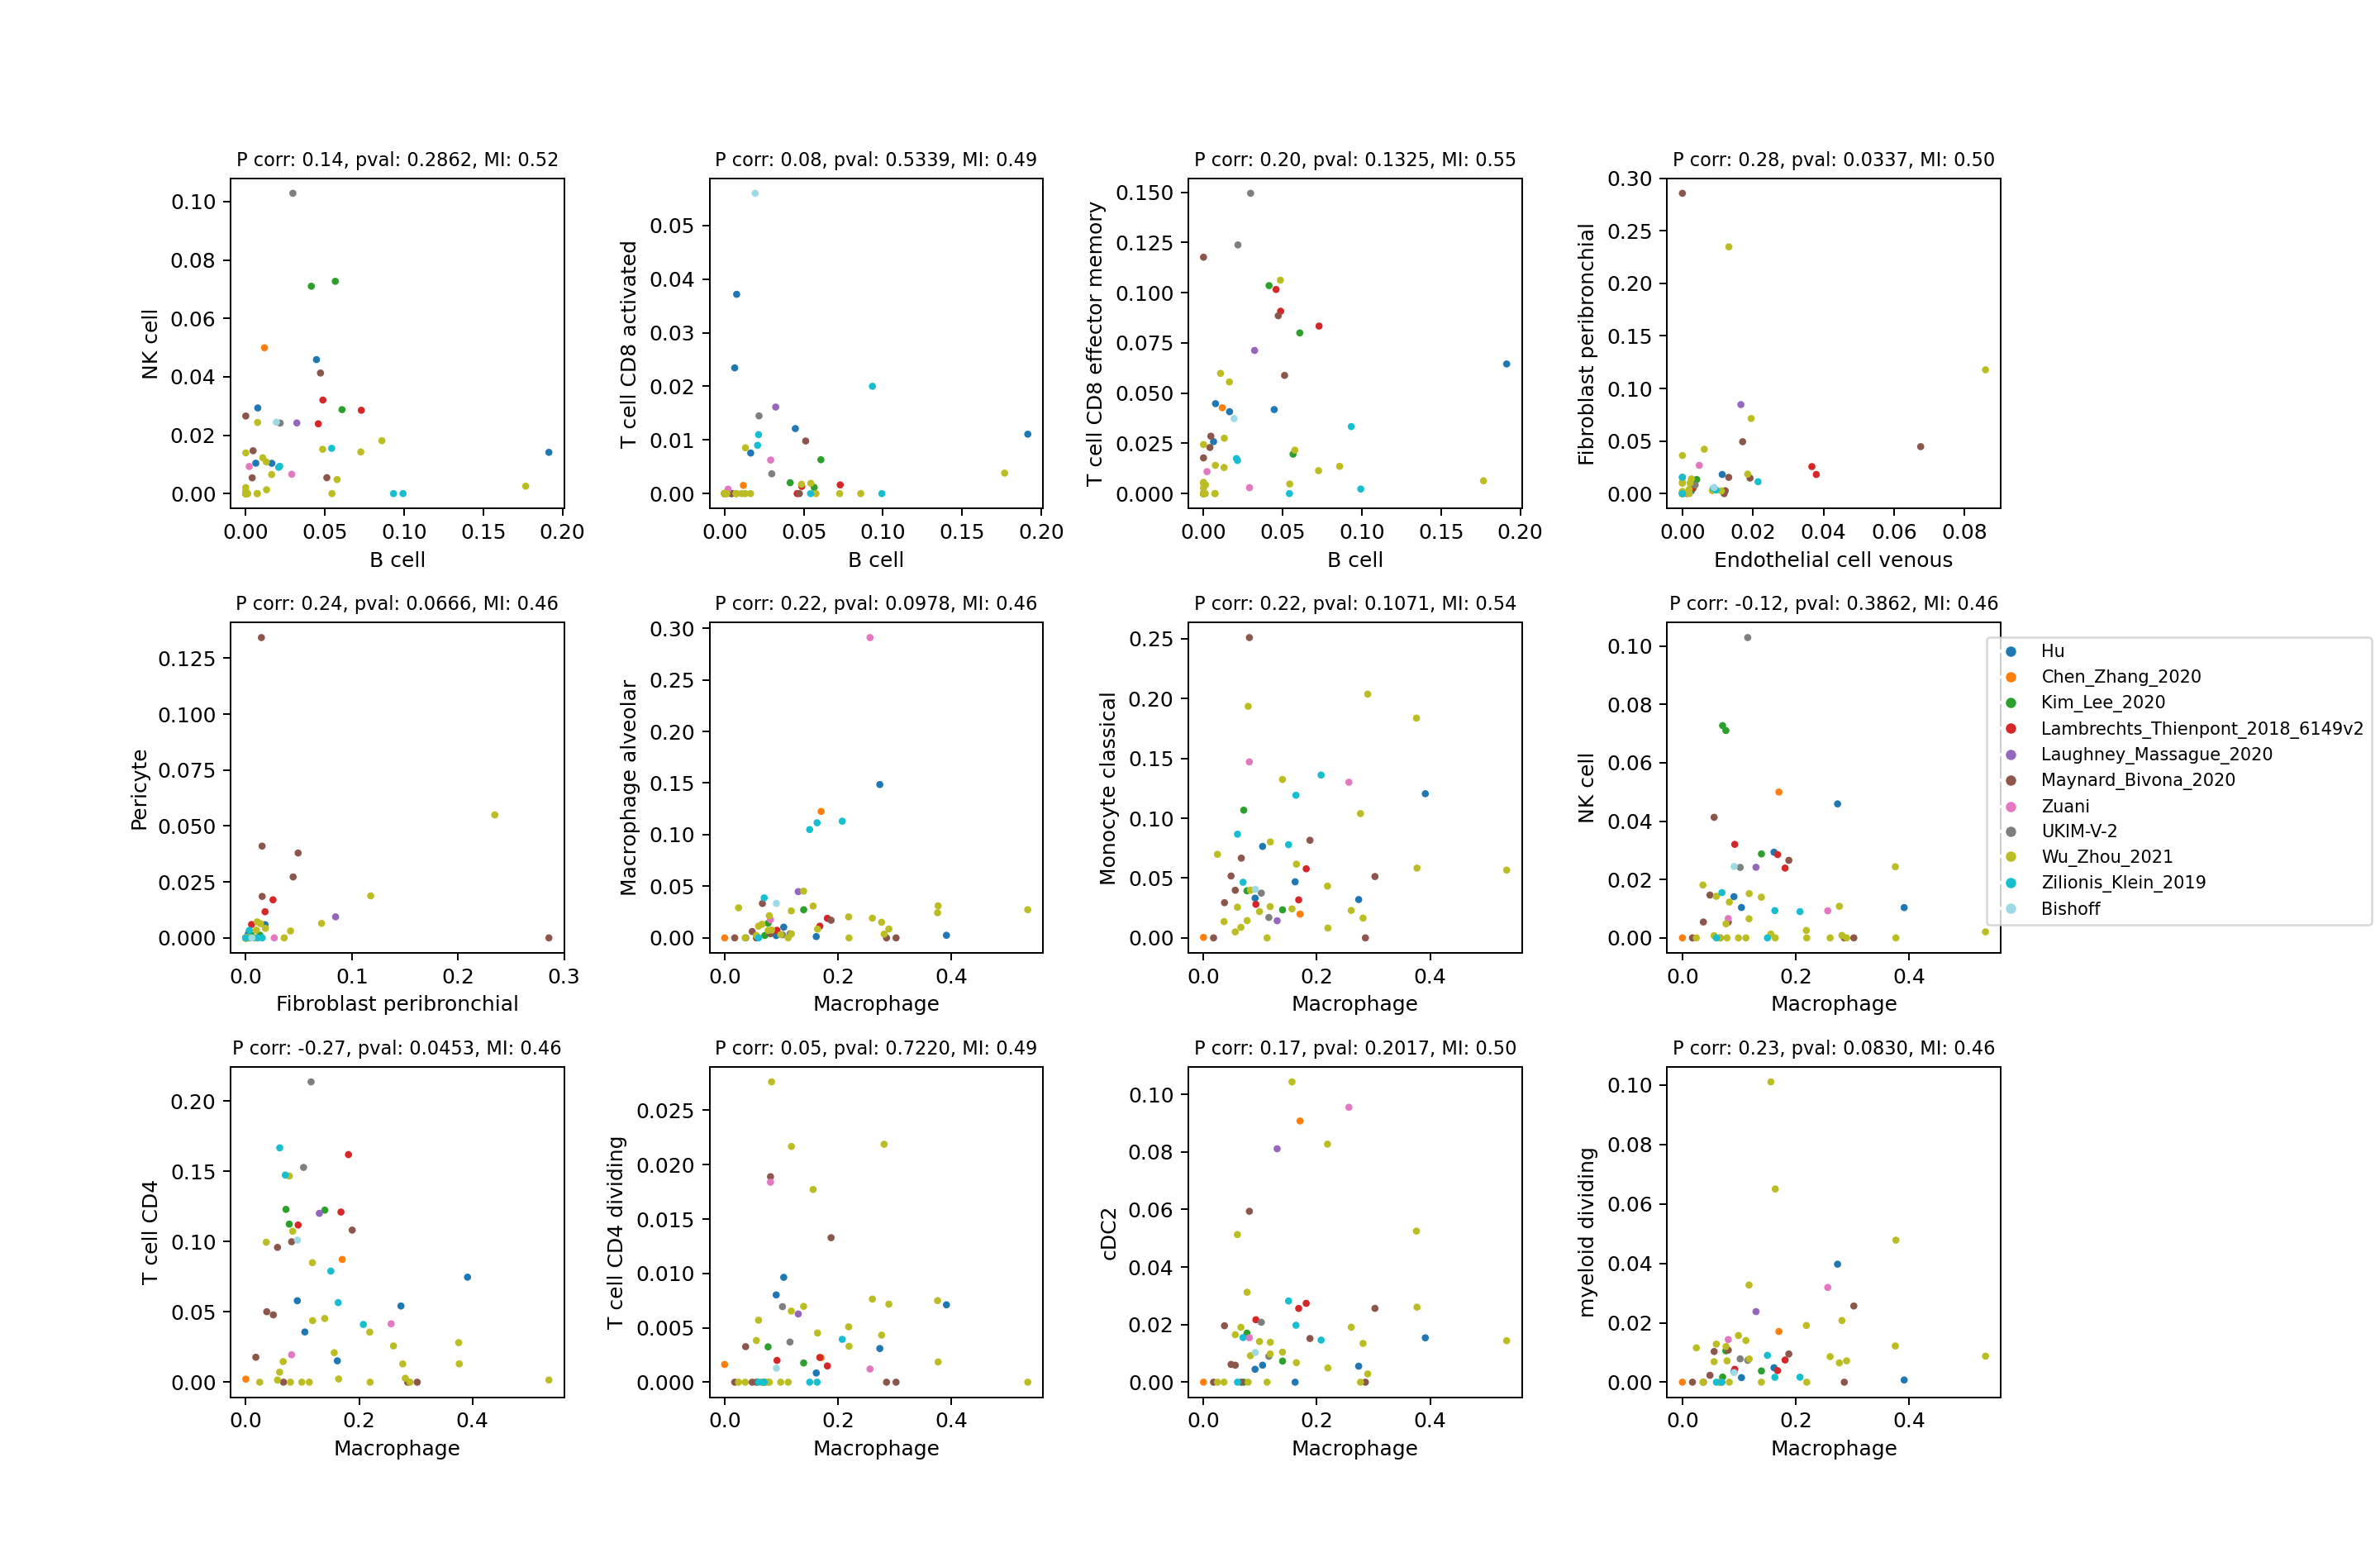 P corr: 0.14, pval: 0.2862, MI: 0.52
0.10
0.08
0.06
0.04
0.02
0.00
NK cell
0.00 0.05 0.10 0.15 0.20
B cell
P corr: 0.08, pval: 0.5339, MI: 0.49
0.05
0.04
0.03
0.02
0.01
0.00
T cell CD8 activated
0.00 0.05 0.10 0.15 0.20
B cell
P corr: 0.20, pval: 0.1325, MI: 0.55
0.150
0.125
0.100
0.075
0.050
0.025
0.000
T cell CD8 effector memory
0.00 0.05 0.10 0.15 0.20
B cell
P corr: 0.28, pval: 0.0337, MI: 0.50
0.30
0.25
0.20
0.15
0.10
0.05
0.00
Fibroblast peribronchial
0.00 0.02 0.04 0.06 0.08
Endothelial cell venous
P corr: 0.24, pval: 0.0666, MI: 0.46
0.125
0.100
0.075
0.050
0.025
0.000
Pericyte
0.0 0.1 0.2 0.3
Fibroblast peribronchial
P corr: 0.22, pval: 0.0978, MI: 0.46
0.30
0.25
0.20
0.15
0.10
0.05
0.00
Macrophage alveolar
0.0 0.2 0.4
Macrophage
P corr: 0.22, pval: 0.1071, MI: 0.54
0.25
0.20
0.15
0.10
0.05
0.00
Monocyte classical
0.0 0.2 0.4
Macrophage
P corr: -0.12, pval: 0.3862, MI: 0.46
0.10
0.08
0.06
0.04
0.02
0.00
NK cell
0.0 0.2 0.4
Macrophage
Hu
Chen_Zhang_2020
Kim_Lee_2020
Lambrechts_Thienpont_2018_6149v2
Laughney_Massague_2020
Maynard_Bivona_2020
Zuani
UKIM-V-2
Wu_Zhou_2021
Zilionis_Klein_2019
Bishoff
P corr: -0.27, pval: 0.0453, MI: 0.46
0.20
0.15
0.10
0.05
0.00
T cell CD4
0.0 0.2 0.4
Macrophage
P corr: 0.05, pval: 0.7220, MI: 0.49
0.025
0.020
0.015
0.010
0.005
0.000
T cell CD4 dividing
0.0 0.2 0.4
Macrophage
P corr: 0.17, pval: 0.2017, MI: 0.50
0.10
0.08
0.06
0.04
0.02
0.00
cDC2
0.0 0.2 0.4
Macrophage
P corr: 0.23, pval: 0.0830, MI: 0.46
0.10
0.08
0.06
0.04
0.02
0.00
myeloid dividing
0.0 0.2 0.4
Macrophage